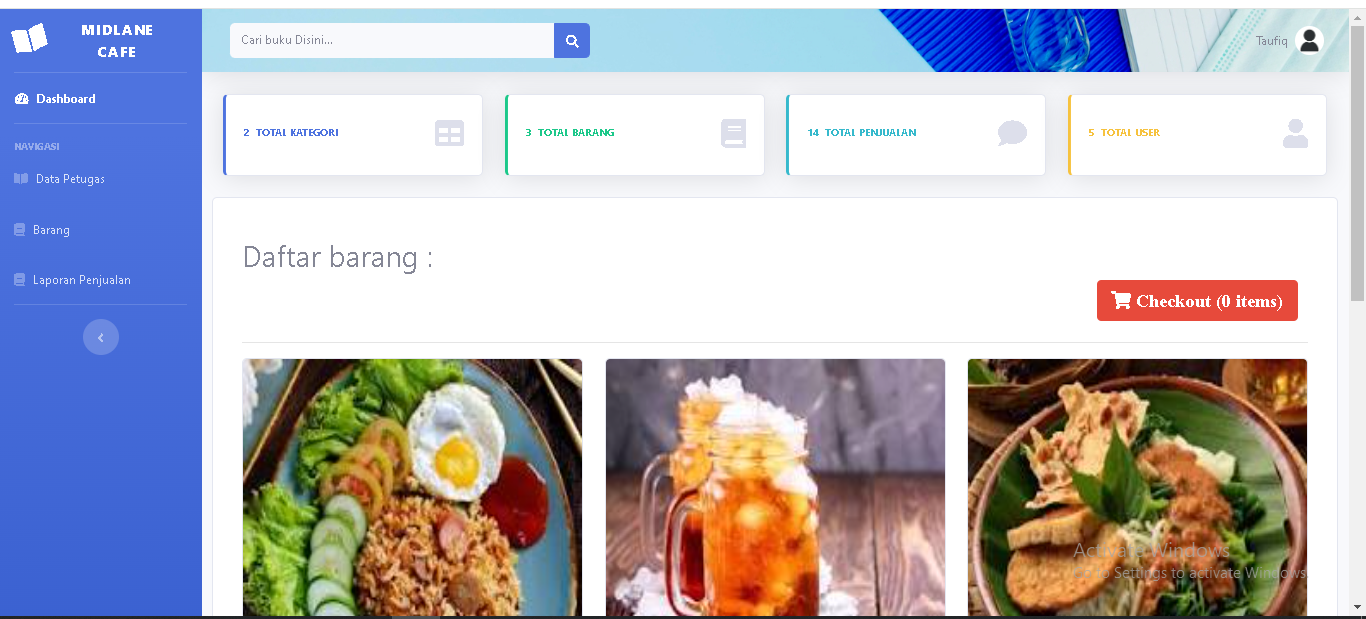 MIDLANE
CAFE
Cari buku Disini...
Taufiq
Dashboard
NAVIGASI
Data Petugas
Barang
Laporan Penjualan
2 TOTAL KATEGORI
3 TOTAL BARANG
14 TOTAL PENJUALAN
5 TOTAL USER
Daftar barang :
Checkout (0 items)
Activate Windows
Go to Settings to activate Windows